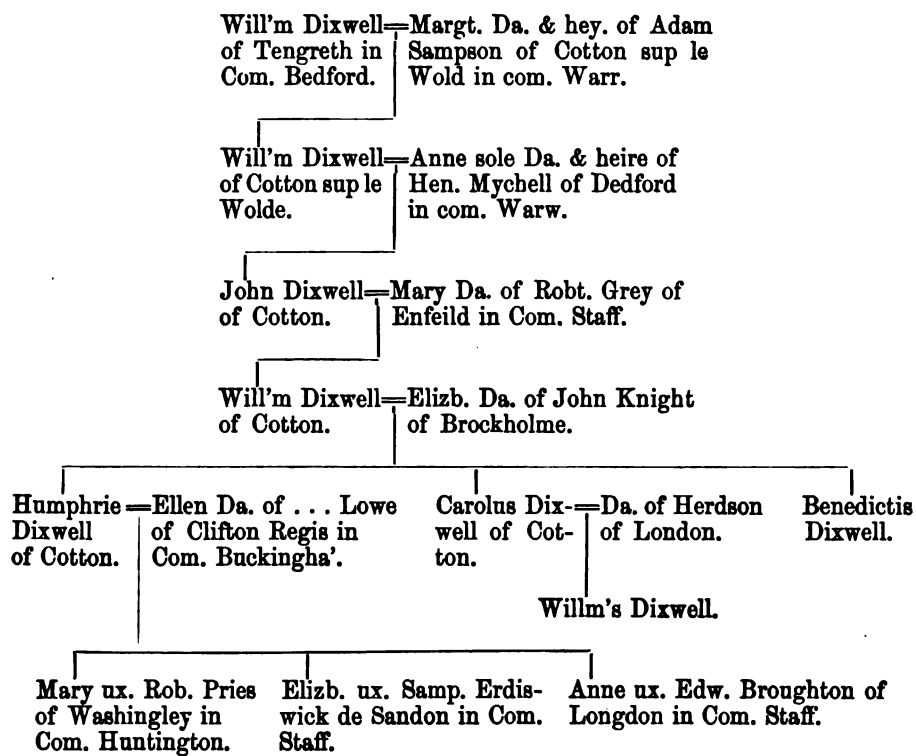 Will'm Dixwell=Margt. Da. & hey. of Adam
of Tengreth in Sampson of Cotton sup le
Com. Bedford. Wold in com. Warr.
Will'm Dixwell=Anne sole Da. & heire of
of Cotton sup le Hen. Mychell of Dedford
Wolde. in com. Warw.
John Dixwell=Mary Da. of Robt. Grey of
of Cotton. Enfeild in Com. Staff.
Will'm Dixwell=Elizb. Da. of John Knight
of Cotton. of Brockholme.
Humphrie=Ellen Da. of ... Lowe
Dixwell of Clifton Regis in
of Cotton. Com. Buckingha'.
Carolus Dix-=Da. of Herdson
well of Cot- of London.
ton.
Benedictis
Dixwell.
Willm's Dixwell.
Mary ux. Rob. Pries
of Washingley in
Com. Huntington.
Elizb. ux. Samp. Erdis-
wick de Sandon in Com.
Staff.
Anne ux. Edw. Broughton of
Longdon in Com. Staff.